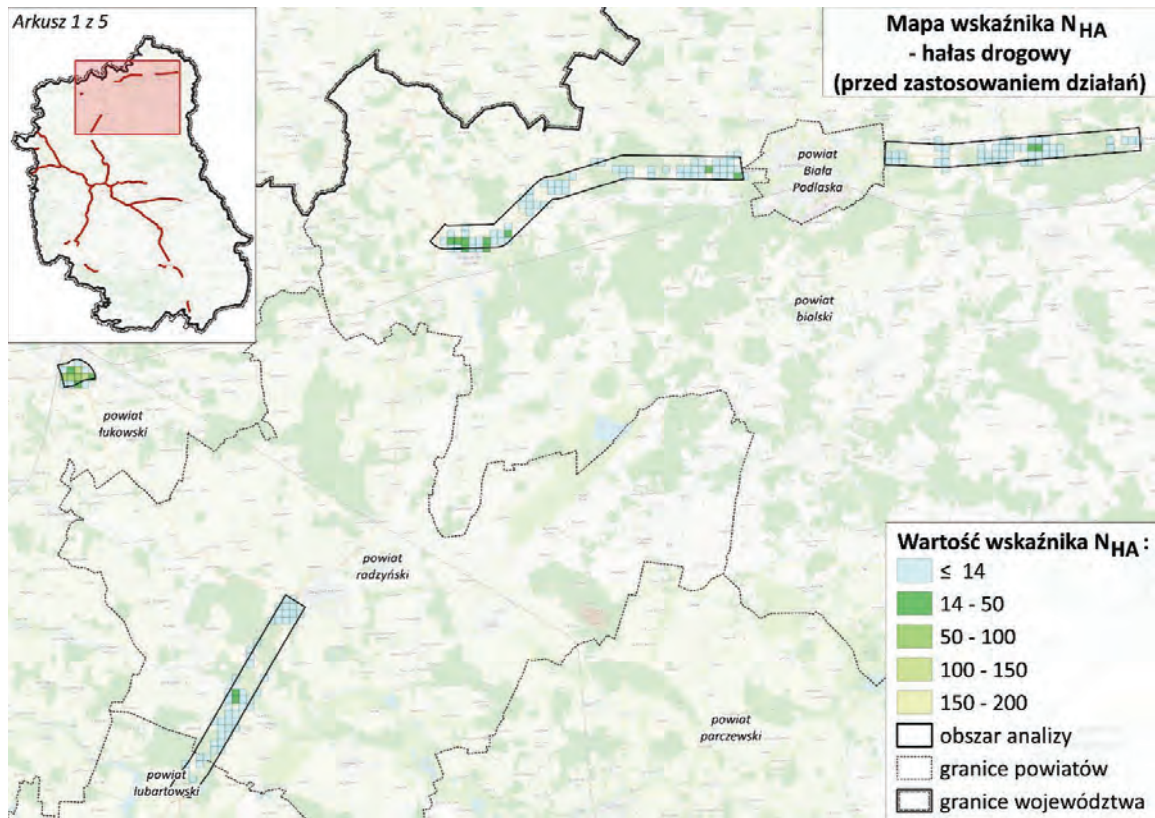 Arkusz 1 z 5
Mapa wskaźnika NHA
- hałas drogowy
(przed zastosowaniem działań)
powiat
Biała
Podlaska
powiat
bialski
powiat
łukowski
powiat
radzyński
powiat
parczewski
powiat
lubartowski
Wartość wskaźnika NHA :
≤ 14
14 - 50
50 - 100
100 - 150
150 - 200
obszar analizy
granice powiatów
granice województwa